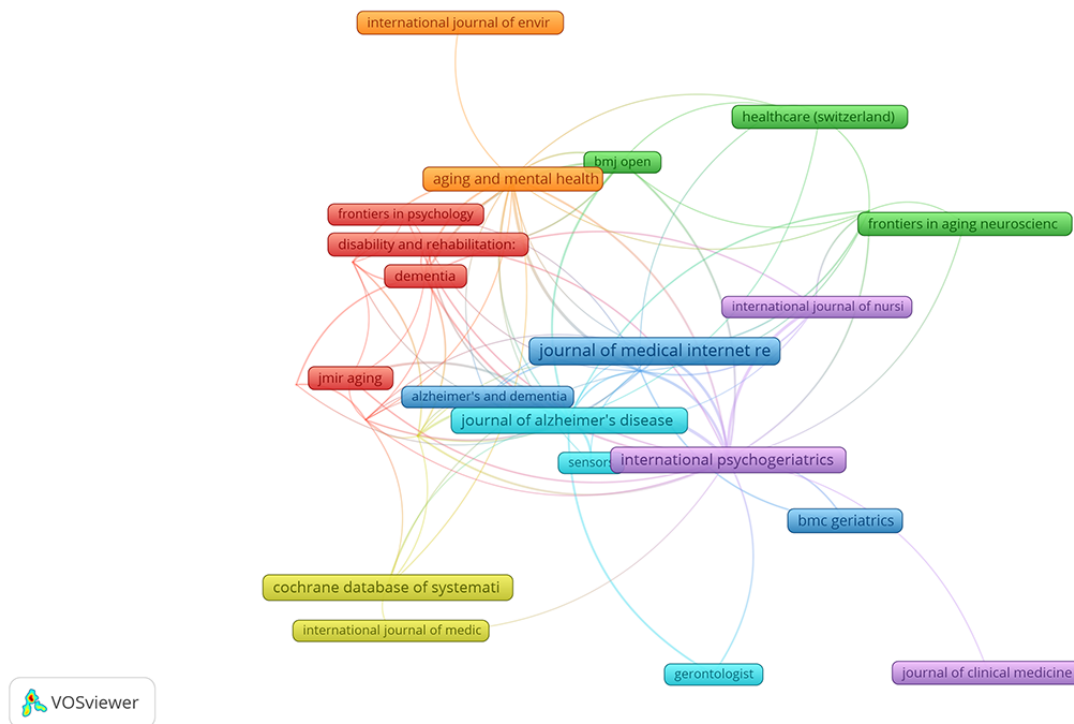 international journal of envir
healthcare (switzerland)
bmj open
aging and mental health
frontiers in psychology
frontiers in aging neuroscienc
disability and rehabilitation:
dementia
international journal of nursi
journal of medical internet re
jmir aging
alzheimer's and dementia
journal of alzheimer's disease
sensors
international psychogeriatrics
bmc geriatrics
cochrane database of systemati
international journal of medic
gerontologist
journal of clinical medicine
VOSviewer